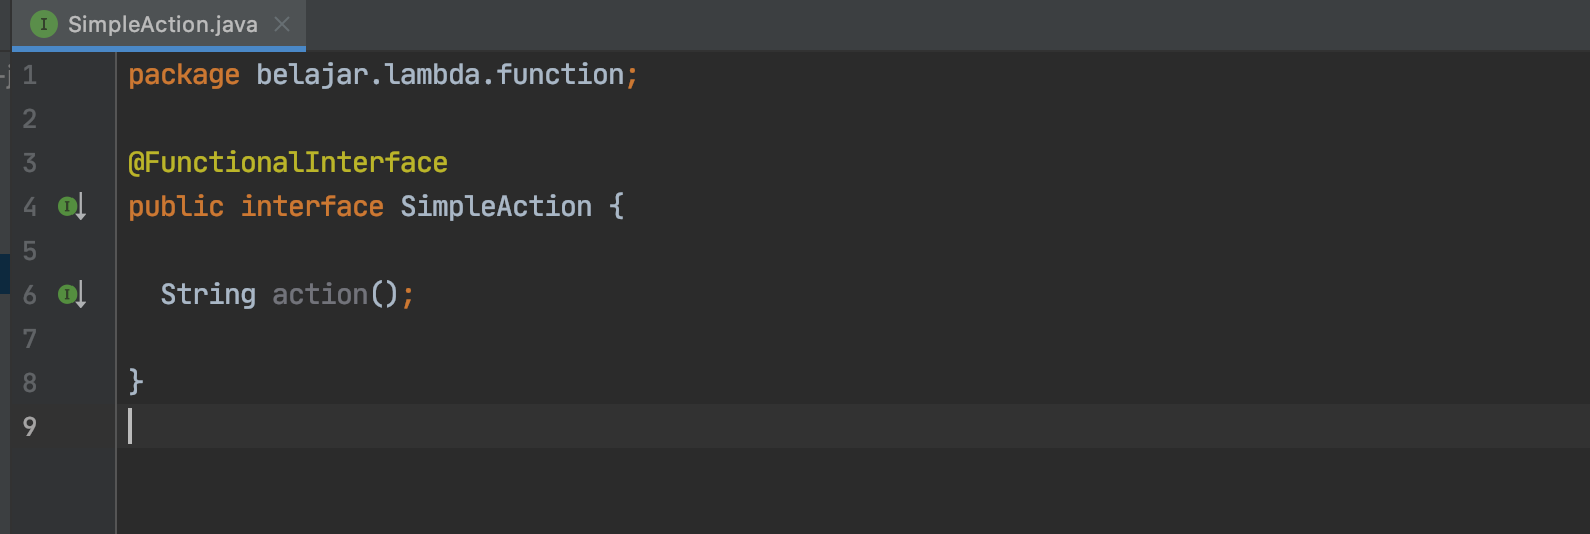 SimpleAction.java
1 package belajar.lambda.function;
2
3 @FunctionalInterface
4 public interface SimpleAction {
5
6   String action();
7
8 }
9